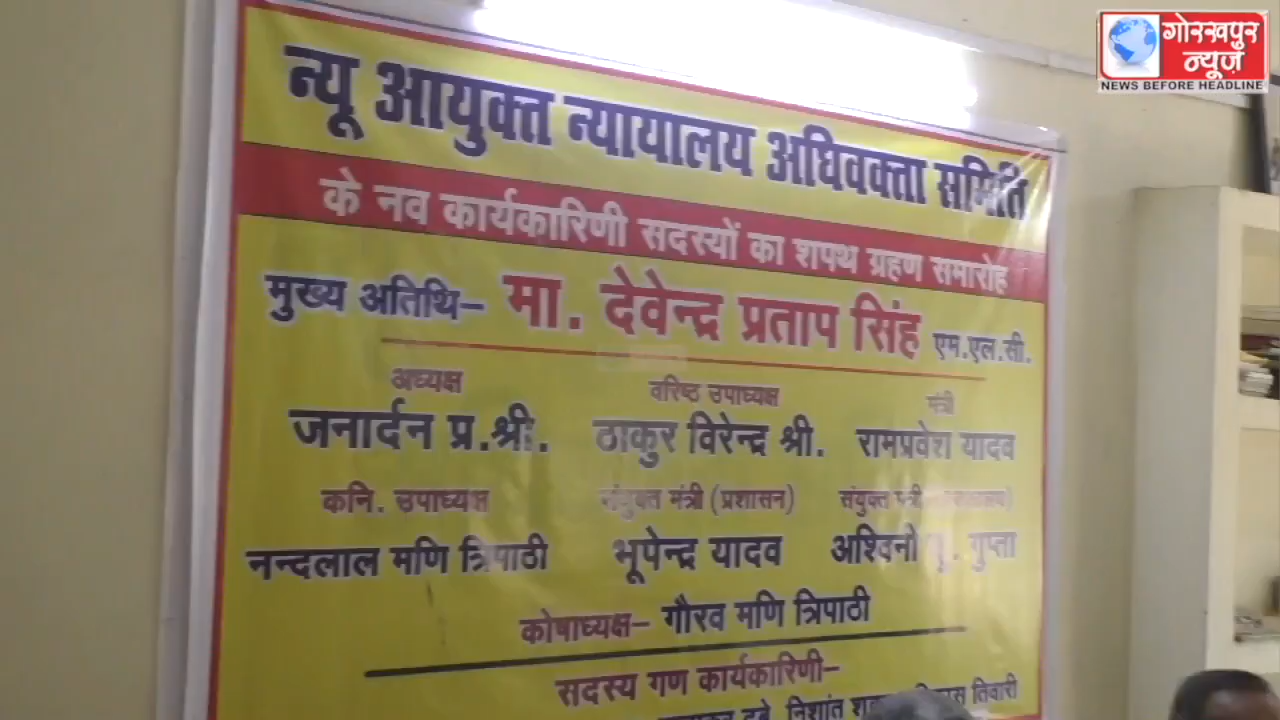 गोरखपुर
न्यूज़
NEWS BEFORE HEADLINE
न्यू आयुक्त न्यायालय अधिवक्ता समिति
के नव कार्यकारिणी सदस्यों का शपथ ग्रहण समारोह
मुख्य अतिथि– मा. देवेन्द्र प्रताप सिंह एम.एल.सी.
अध्यक्ष वरिष्ठ उपाध्यक्ष मंत्री
जनार्दन प्र.श्री. ठाकुर विरेन्द्र श्री. रामप्रवेश यादव
कनि. उपाध्यक्ष संयुक्त मंत्री (प्रशासन) संयुक्त मंत्री
नन्दलाल मणि त्रिपाठी भूपेन्द्र यादव अश्विनी गुप्ता
कोषाध्यक्ष– गौरव मणि त्रिपाठी
सदस्य गण कार्यकारिणी–
दूबे, निशांत तिवारी